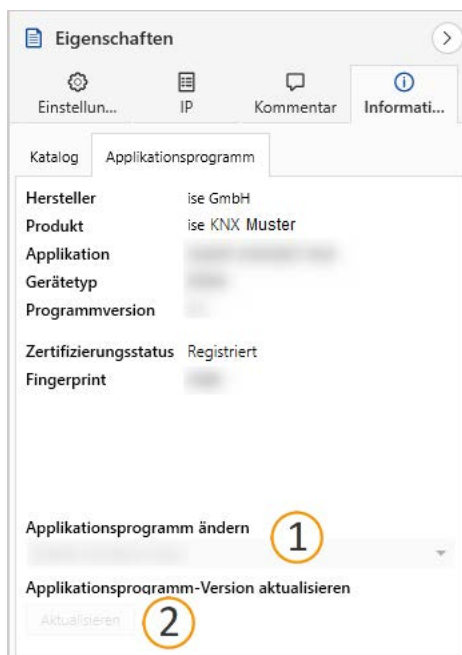 Eigenschaften
Einstellun... IP Kommentar Informati...
Katalog Applikationsprogramm
Hersteller ise GmbH
Produkt ise KNX Muster
Applikation
Gerätetyp
Programmversion
Zertifizierungsstatus Registriert
Fingerprint
Applikationsprogramm ändern
1
Applikationsprogramm-Version aktualisieren
Aktualisieren 2